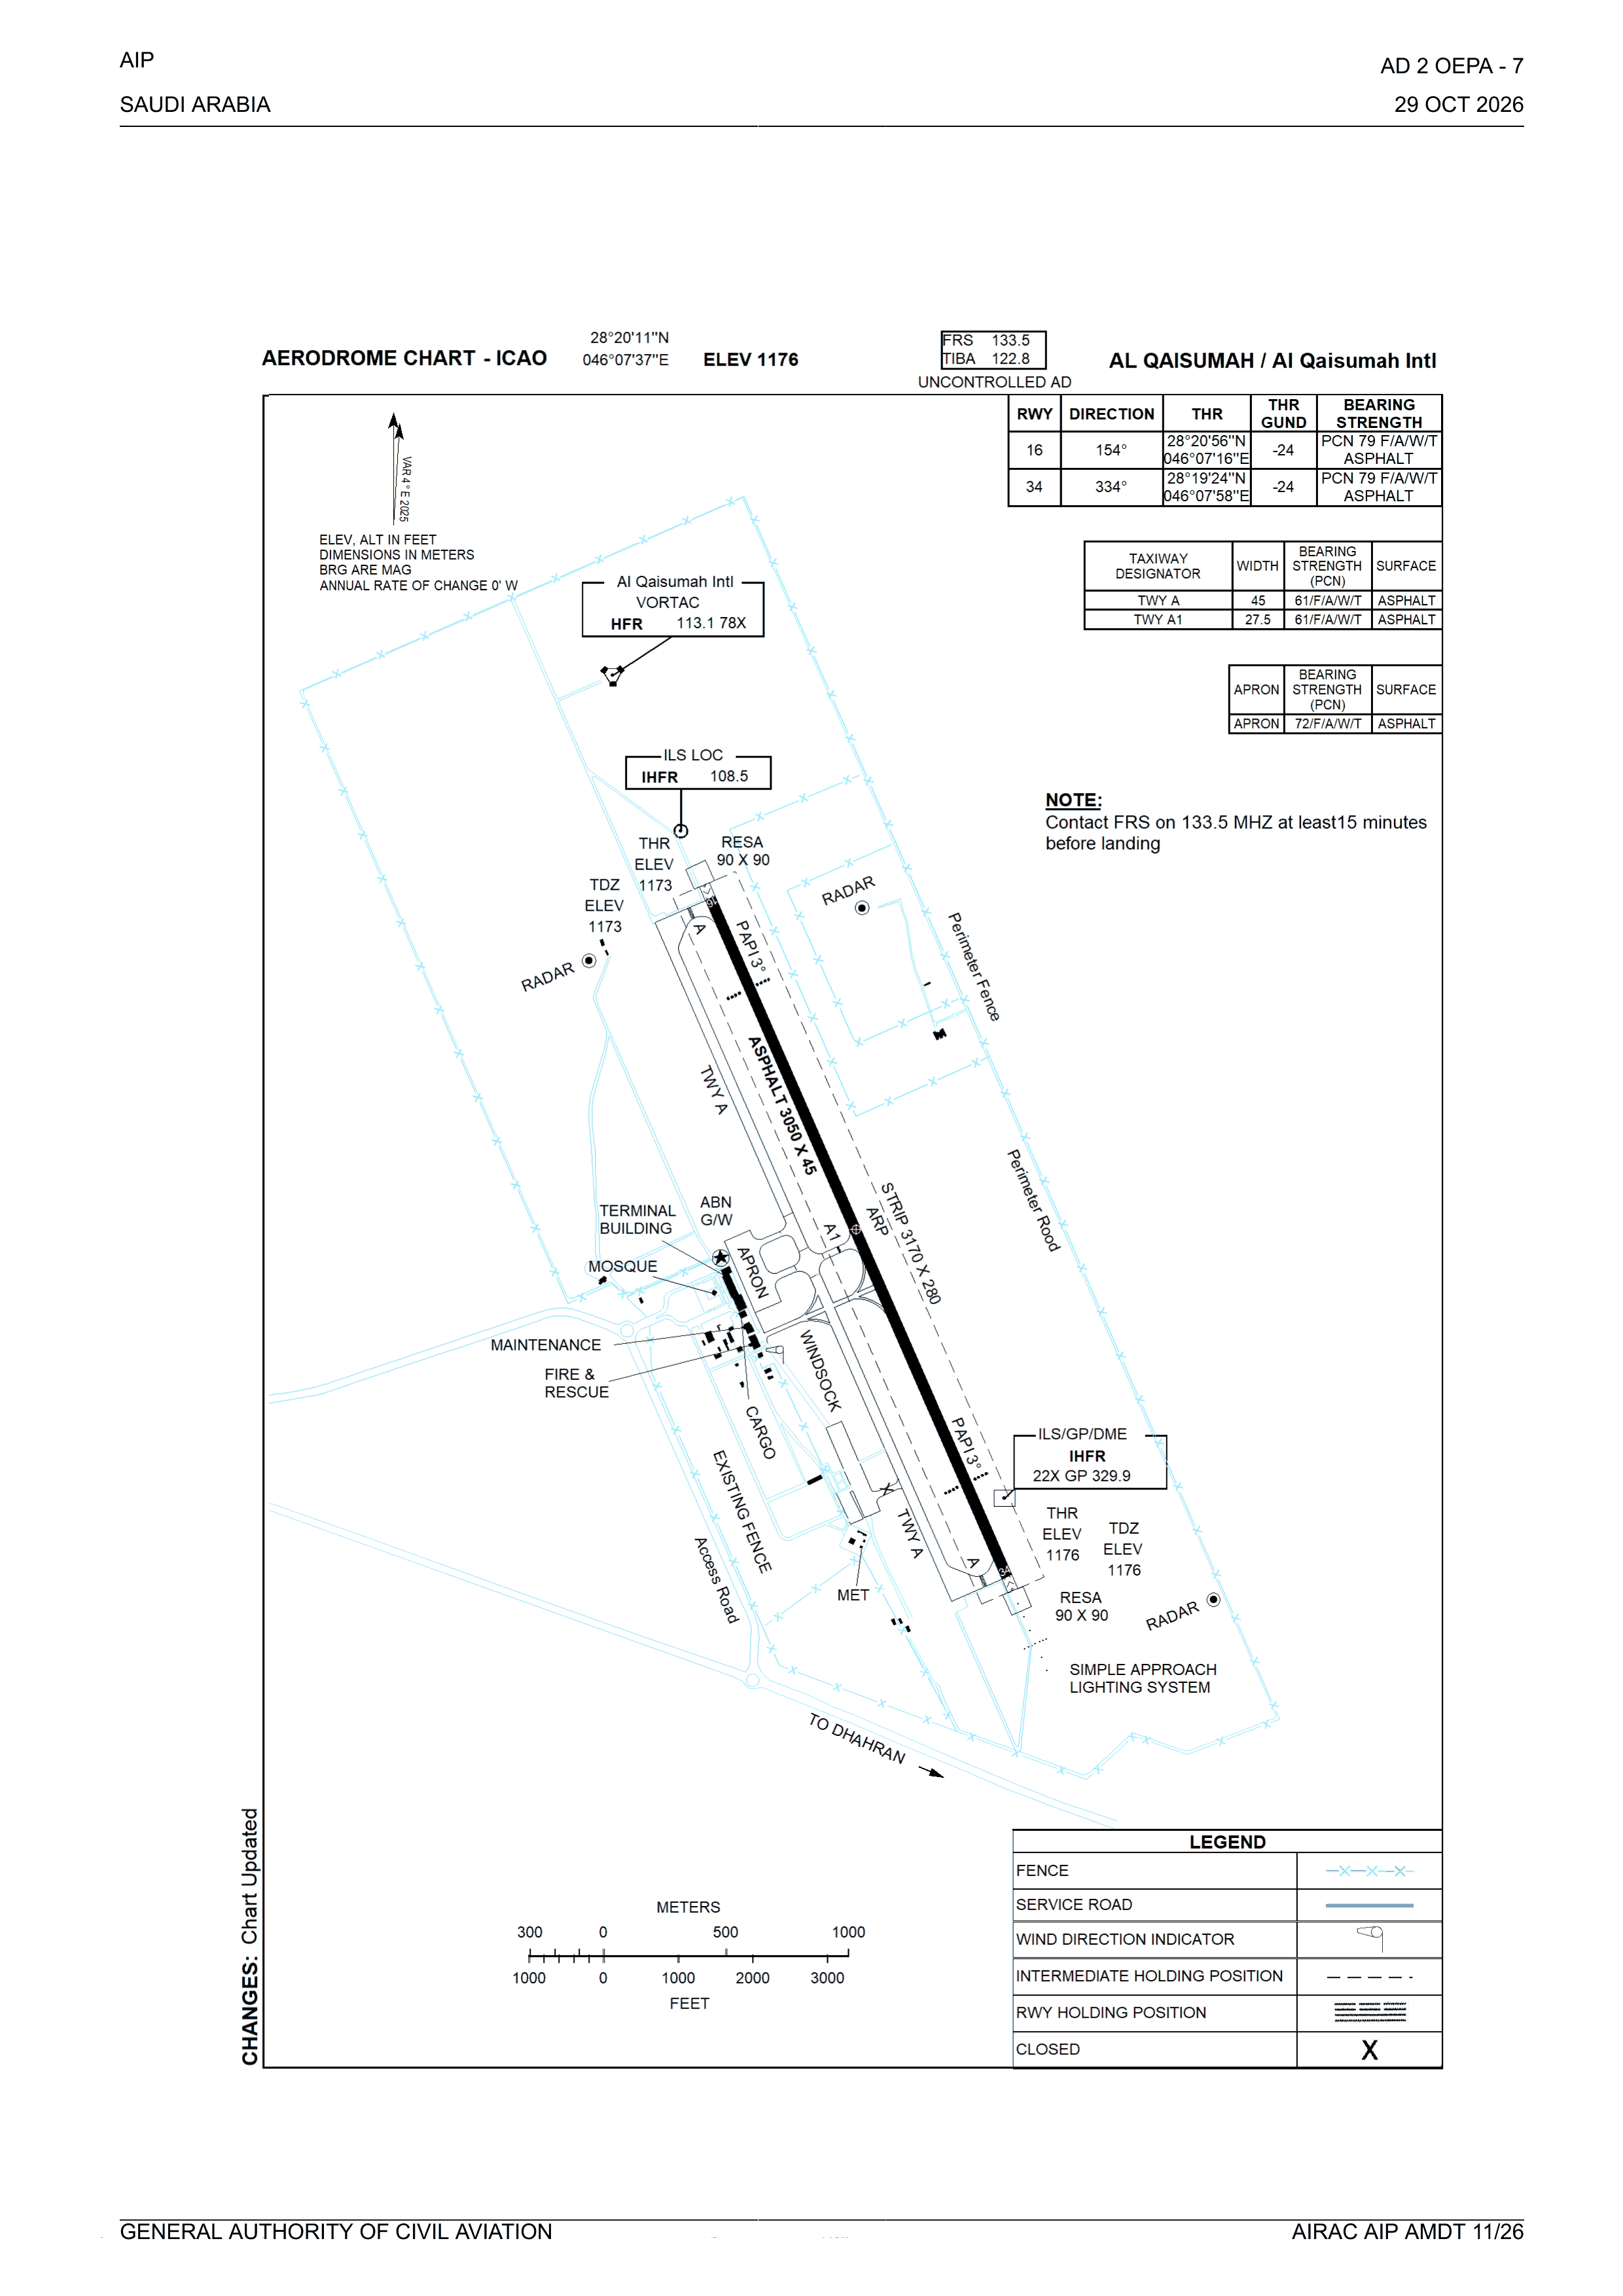 AIP
AD 2 OEPA - 7
SAUDI ARABIA
29 OCT 2026
AERODROME CHART - ICAO
28°20'11"N
046°07'37"E
ELEV 1176
FRS 133.5
TIBA 122.8
UNCONTROLLED AD
AL QAISUMAH / Al Qaisumah Intl
RWY DIRECTION THR THR GUND BEARING STRENGTH
16 154° 28°20'56"N 046°07'16"E -24 PCN 79 F/A/W/T ASPHALT
34 334° 28°19'24"N 046°07'58"E -24 PCN 79 F/A/W/T ASPHALT
VAR 4° E 2025
ELEV, ALT IN FEET
DIMENSIONS IN METERS
BRG ARE MAG
ANNUAL RATE OF CHANGE 0' W
TAXIWAY DESIGNATOR WIDTH BEARING STRENGTH (PCN) SURFACE
TWY A 45 61/F/A/W/T ASPHALT
TWY A1 27.5 61/F/A/W/T ASPHALT
APRON BEARING STRENGTH (PCN) SURFACE
APRON 72/F/A/W/T ASPHALT
Al Qaisumah Intl
VORTAC
HFR 113.1 78X
ILS LOC
IHFR 108.5
NOTE:
Contact FRS on 133.5 MHZ at least15 minutes
before landing
THR
ELEV
1173
RESA
90 X 90
TDZ
ELEV
1173
RADAR
RADAR
16
A
PAPI 3°
Perimeter Fence
ASPHALT 3050 X 45
TWY A
Perimeter Rood
STRIP 3170 X 280
ARP
A1
TERMINAL
BUILDING
ABN
G/W
MOSQUE
APRON
MAINTENANCE
FIRE &
RESCUE
WINDSOCK
CARGO
EXISTING FENCE
Access Road
PAPI 3°
ILS/GP/DME
IHFR
22X GP 329.9
X
TWY A
A
34
THR
ELEV
1176
TDZ
ELEV
1176
MET
RESA
90 X 90
RADAR
SIMPLE APPROACH
LIGHTING SYSTEM
TO DHAHRAN
CHANGES: Chart Updated
METERS
300 0 500 1000
1000 0 1000 2000 3000
FEET
LEGEND
FENCE
SERVICE ROAD
WIND DIRECTION INDICATOR
INTERMEDIATE HOLDING POSITION
RWY HOLDING POSITION
CLOSED X
GENERAL AUTHORITY OF CIVIL AVIATION
AIRAC AIP AMDT 11/26